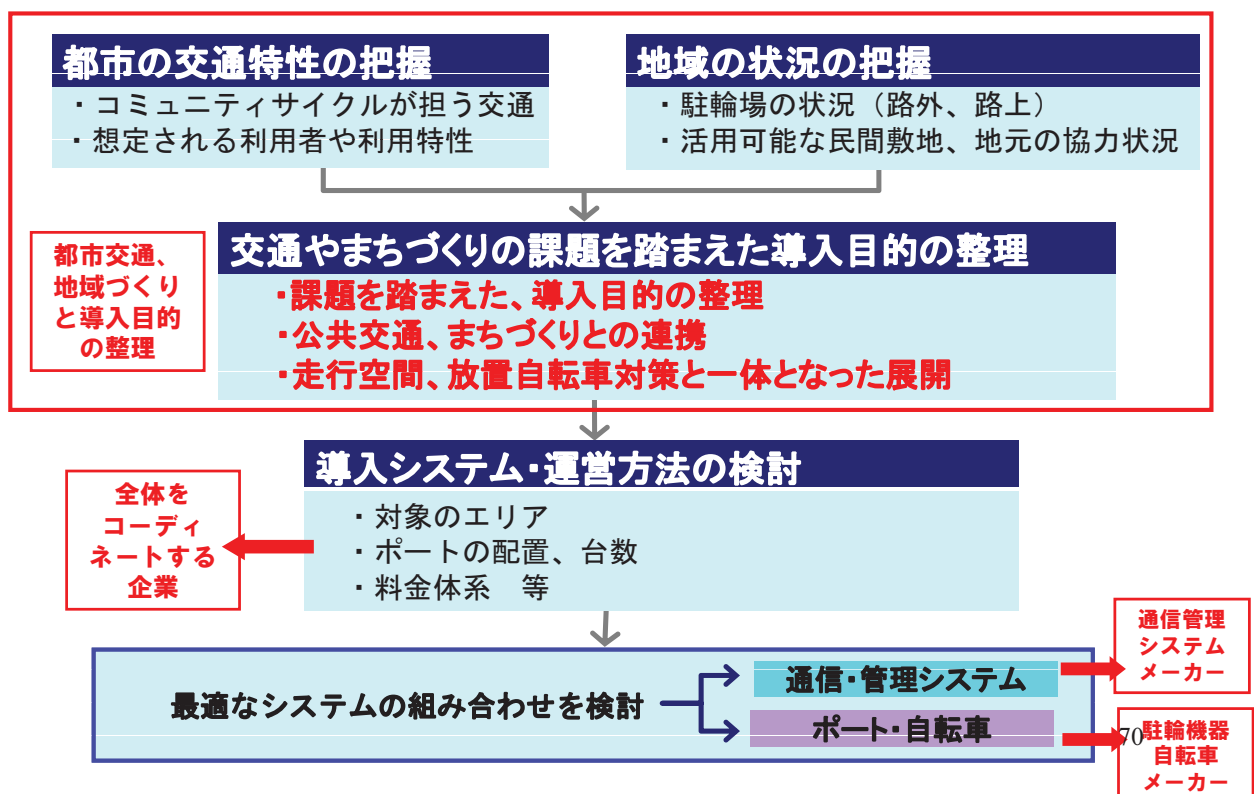 都市の交通特性の把握
・コミュニティサイクルが担う交通
・想定される利用者や利用特性
地域の状況の把握
・駐輪場の状況（路外、路上）
・活用可能な民間敷地、地元の協力状況
都市交通、
地域づくり
と導入目的
の整理
交通やまちづくりの課題を踏まえた導入目的の整理
・課題を踏まえた、導入目的の整理
・公共交通、まちづくりとの連携
・走行空間、放置自転車対策と一体となった展開
導入システム・運営方法の検討
・対象のエリア
・ポートの配置、台数
・料金体系　等
全体を
コーディ
ネートする
企業
最適なシステムの組み合わせを検討
通信・管理システム
ポート・自転車
通信管理
システム
メーカー
70
駐輪機器
自転車
メーカー